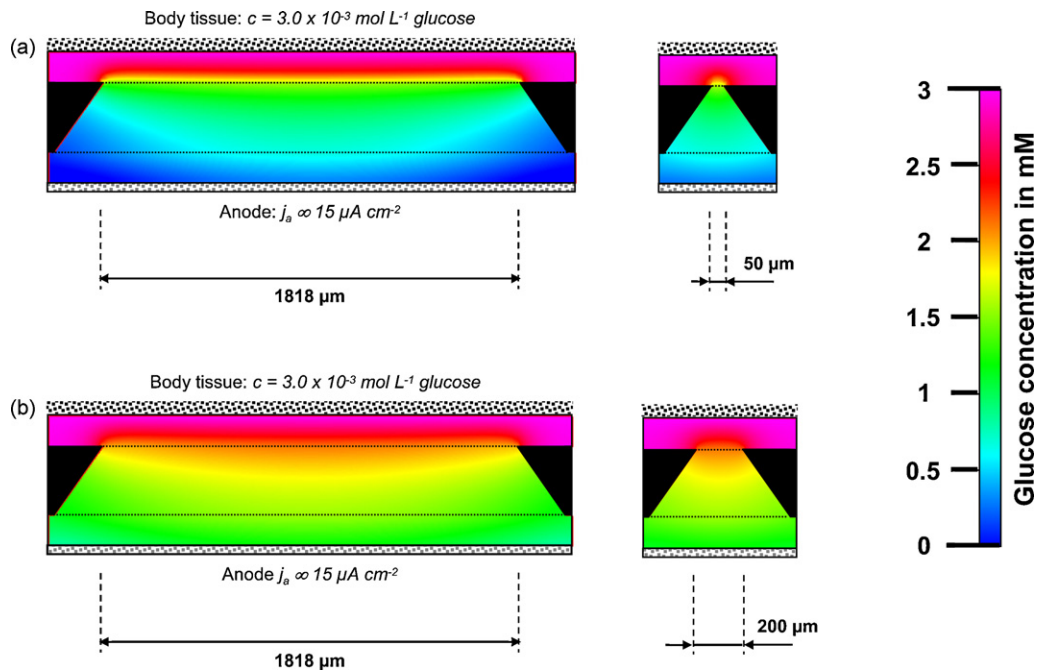 Body tissue: c = 3.0 x 10⁻³ mol L⁻¹ glucose
(a)
Anode: jₐ ∞ 15 µA cm⁻²
1818 µm
50 µm
Body tissue: c = 3.0 x 10⁻³ mol L⁻¹ glucose
(b)
Anode jₐ ∞ 15 µA cm⁻²
1818 µm
200 µm
3
2.5
2
1.5
1
0.5
0
Glucose concentration in mM